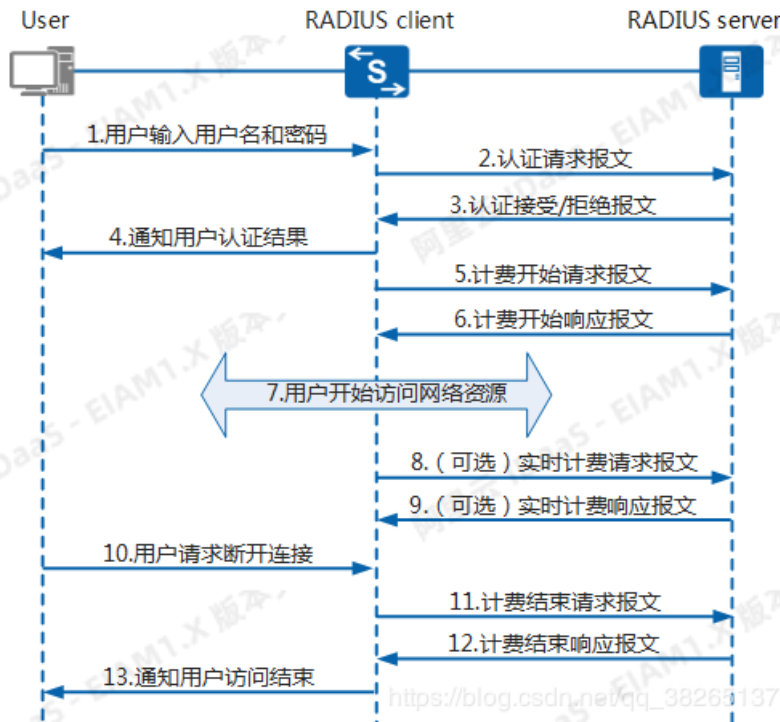 User
RADIUS client
RADIUS server
1.用户输入用户名和密码
2.认证请求报文
3.认证接受/拒绝报文
4.通知用户认证结果
5.计费开始请求报文
6.计费开始响应报文
7.用户开始访问网络资源
8.（可选）实时计费请求报文
9.（可选）实时计费响应报文
10.用户请求断开连接
11.计费结束请求报文
12.计费结束响应报文
13.通知用户访问结束
S
阿里云 IDaaS - EIAM1.X 版本
https://blog.csdn.net/qq_38265137